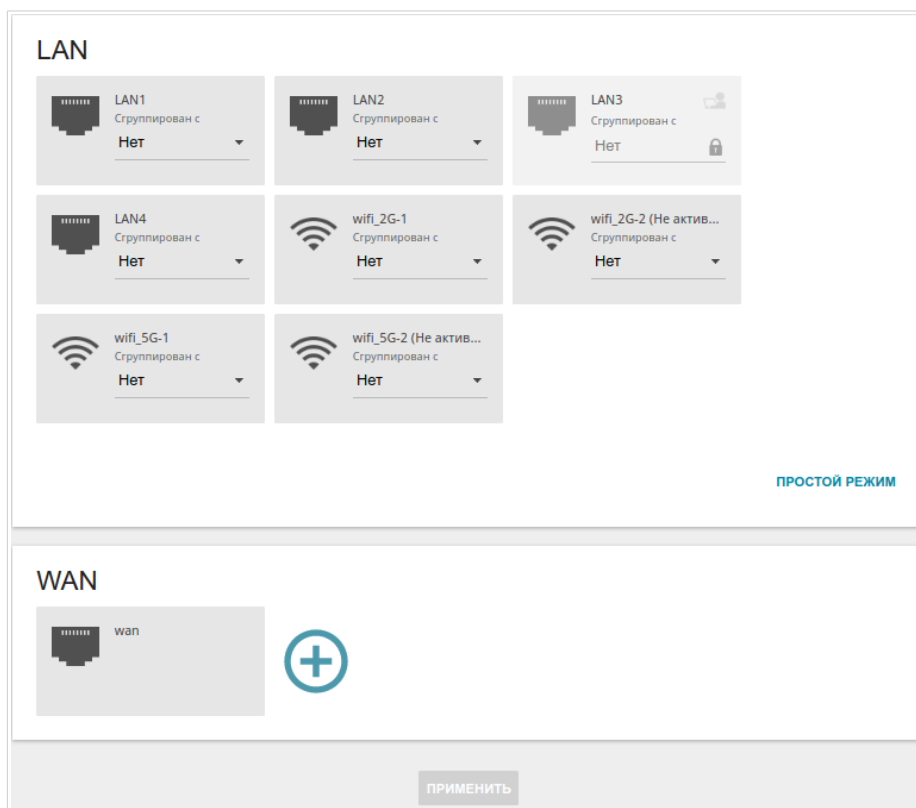 LAN
LAN1
Сгруппирован с
Нет
LAN2
Сгруппирован с
Нет
LAN3
Сгруппирован с
Нет
LAN4
Сгруппирован с
Нет
wifi_2G-1
Сгруппирован с
Нет
wifi_2G-2 (Не актив...
Сгруппирован с
Нет
wifi_5G-1
Сгруппирован с
Нет
wifi_5G-2 (Не актив...
Сгруппирован с
Нет
ПРОСТОЙ РЕЖИМ
WAN
wan
ПРИМЕНИТЬ